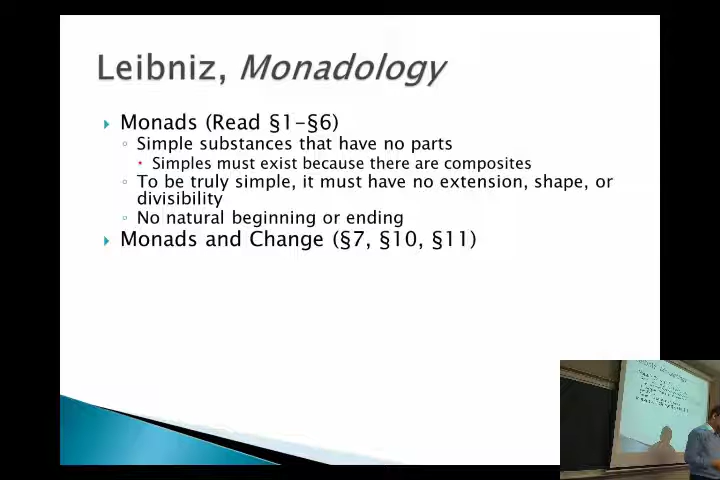 Leibniz, Monadology
Monads (Read §1-§6)
Simple substances that have no parts
Simples must exist because there are composites
To be truly simple, it must have no extension, shape, or
divisibility
No natural beginning or ending
Monads and Change (§7, §10, §11)